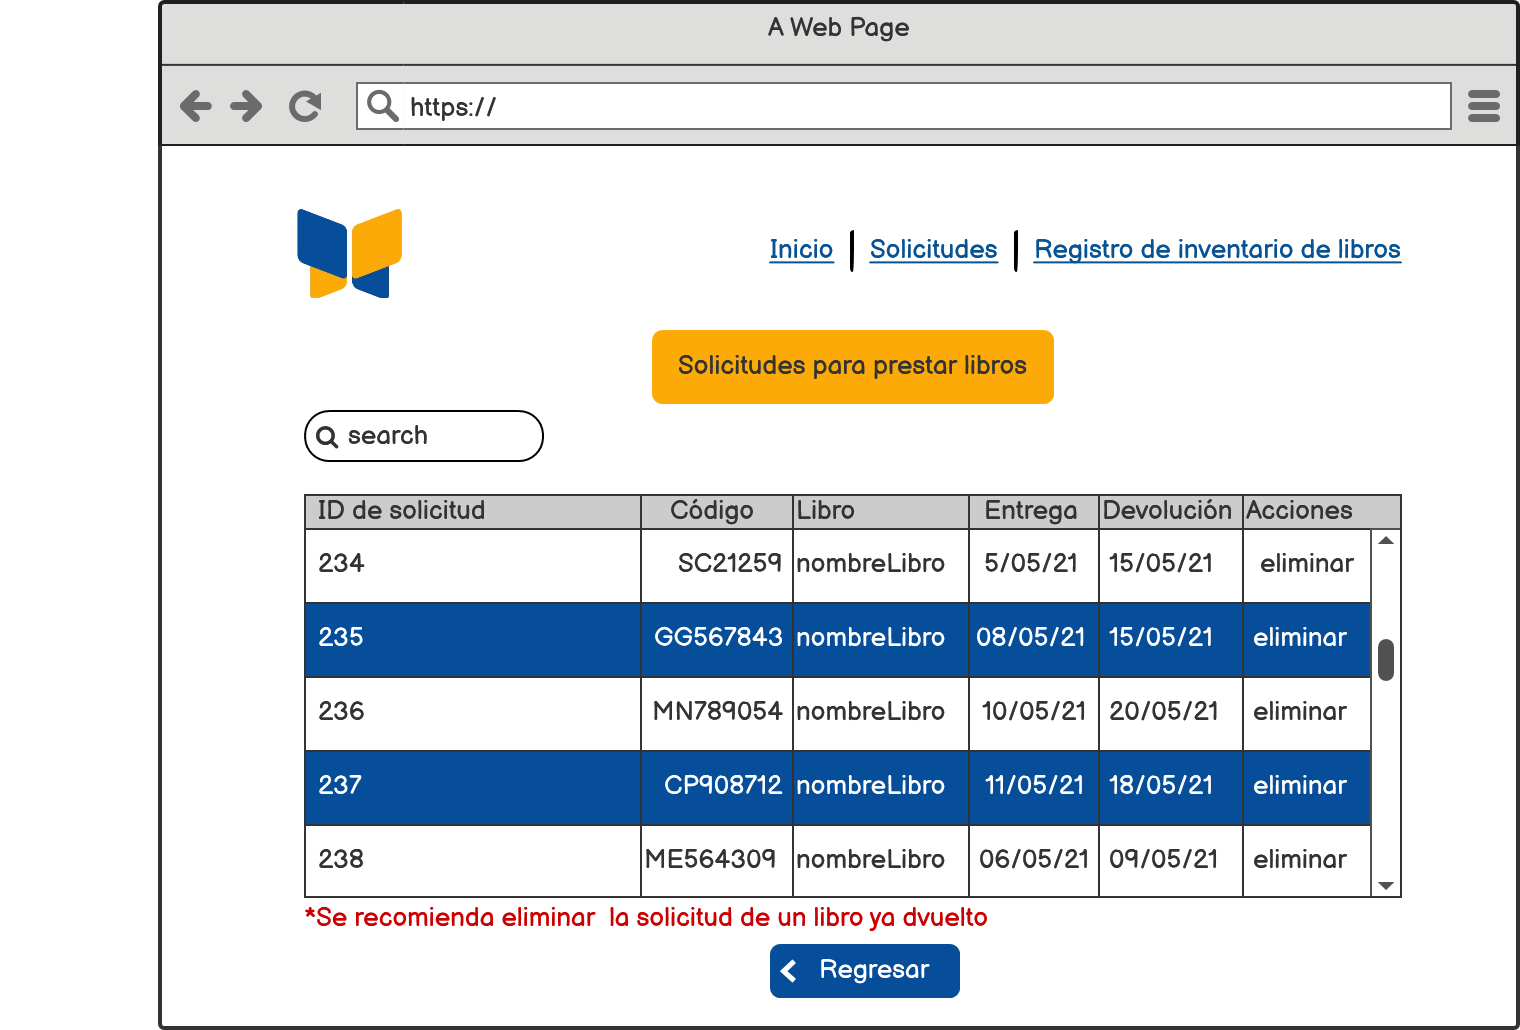 A Web Page
https://
Inicio Solicitudes Registro de inventario de libros
Solicitudes para prestar libros
search
ID de solicitud Código Libro Entrega Devolución Acciones
234 SC21259 nombreLibro 5/05/21 15/05/21 eliminar
235 GG567843 nombreLibro 08/05/21 15/05/21 eliminar
236 MN789054 nombreLibro 10/05/21 20/05/21 eliminar
237 CP908712 nombreLibro 11/05/21 18/05/21 eliminar
238 ME564309 nombreLibro 06/05/21 09/05/21 eliminar
*Se recomienda eliminar la solicitud de un libro ya dvuelto
Regresar